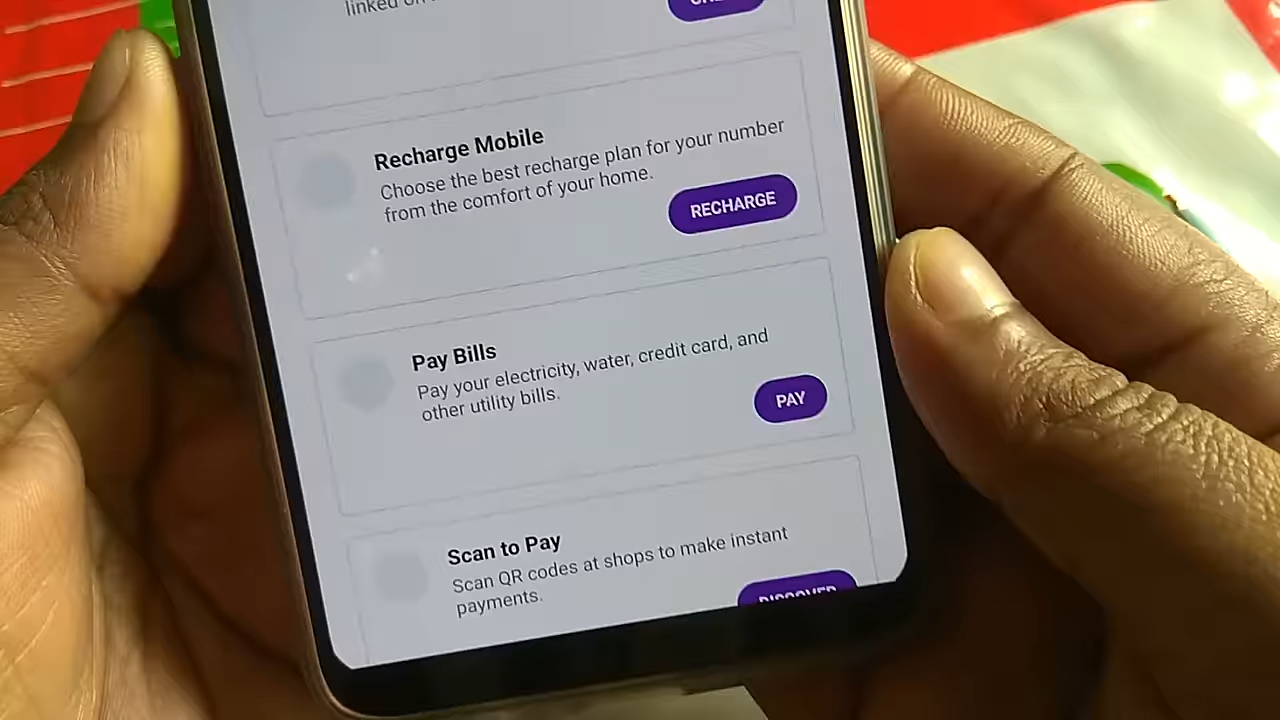 linked
Recharge Mobile
Choose the best recharge plan for your number
from the comfort of your home.
RECHARGE
Pay Bills
Pay your electricity, water, credit card, and
other utility bills.
PAY
Scan to Pay
Scan QR codes at shops to make instant
payments.
DISCOVER